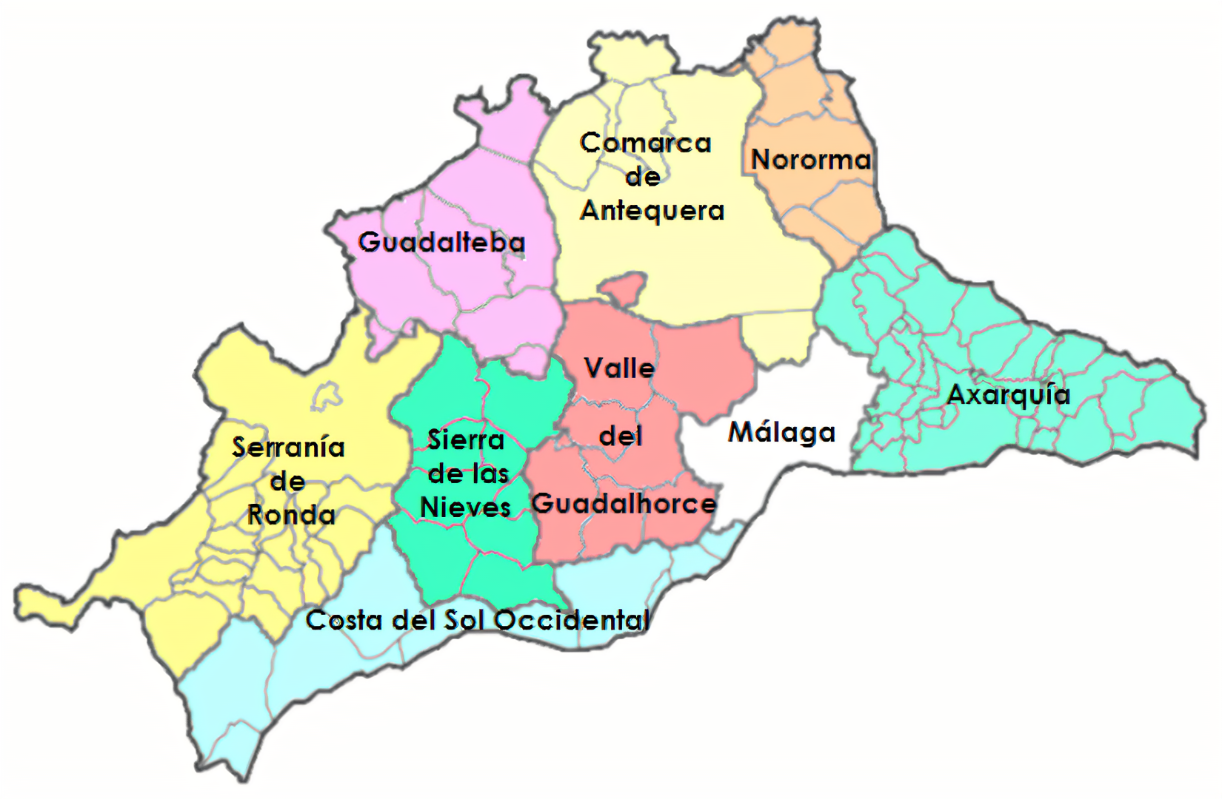 Comarca
de
Antequera
Nororma
Guadalteba
Valle
del
Guadalhorce
Axarquía
Málaga
Serranía
de
Ronda
Sierra
de las
Nieves
Costa del Sol Occidental